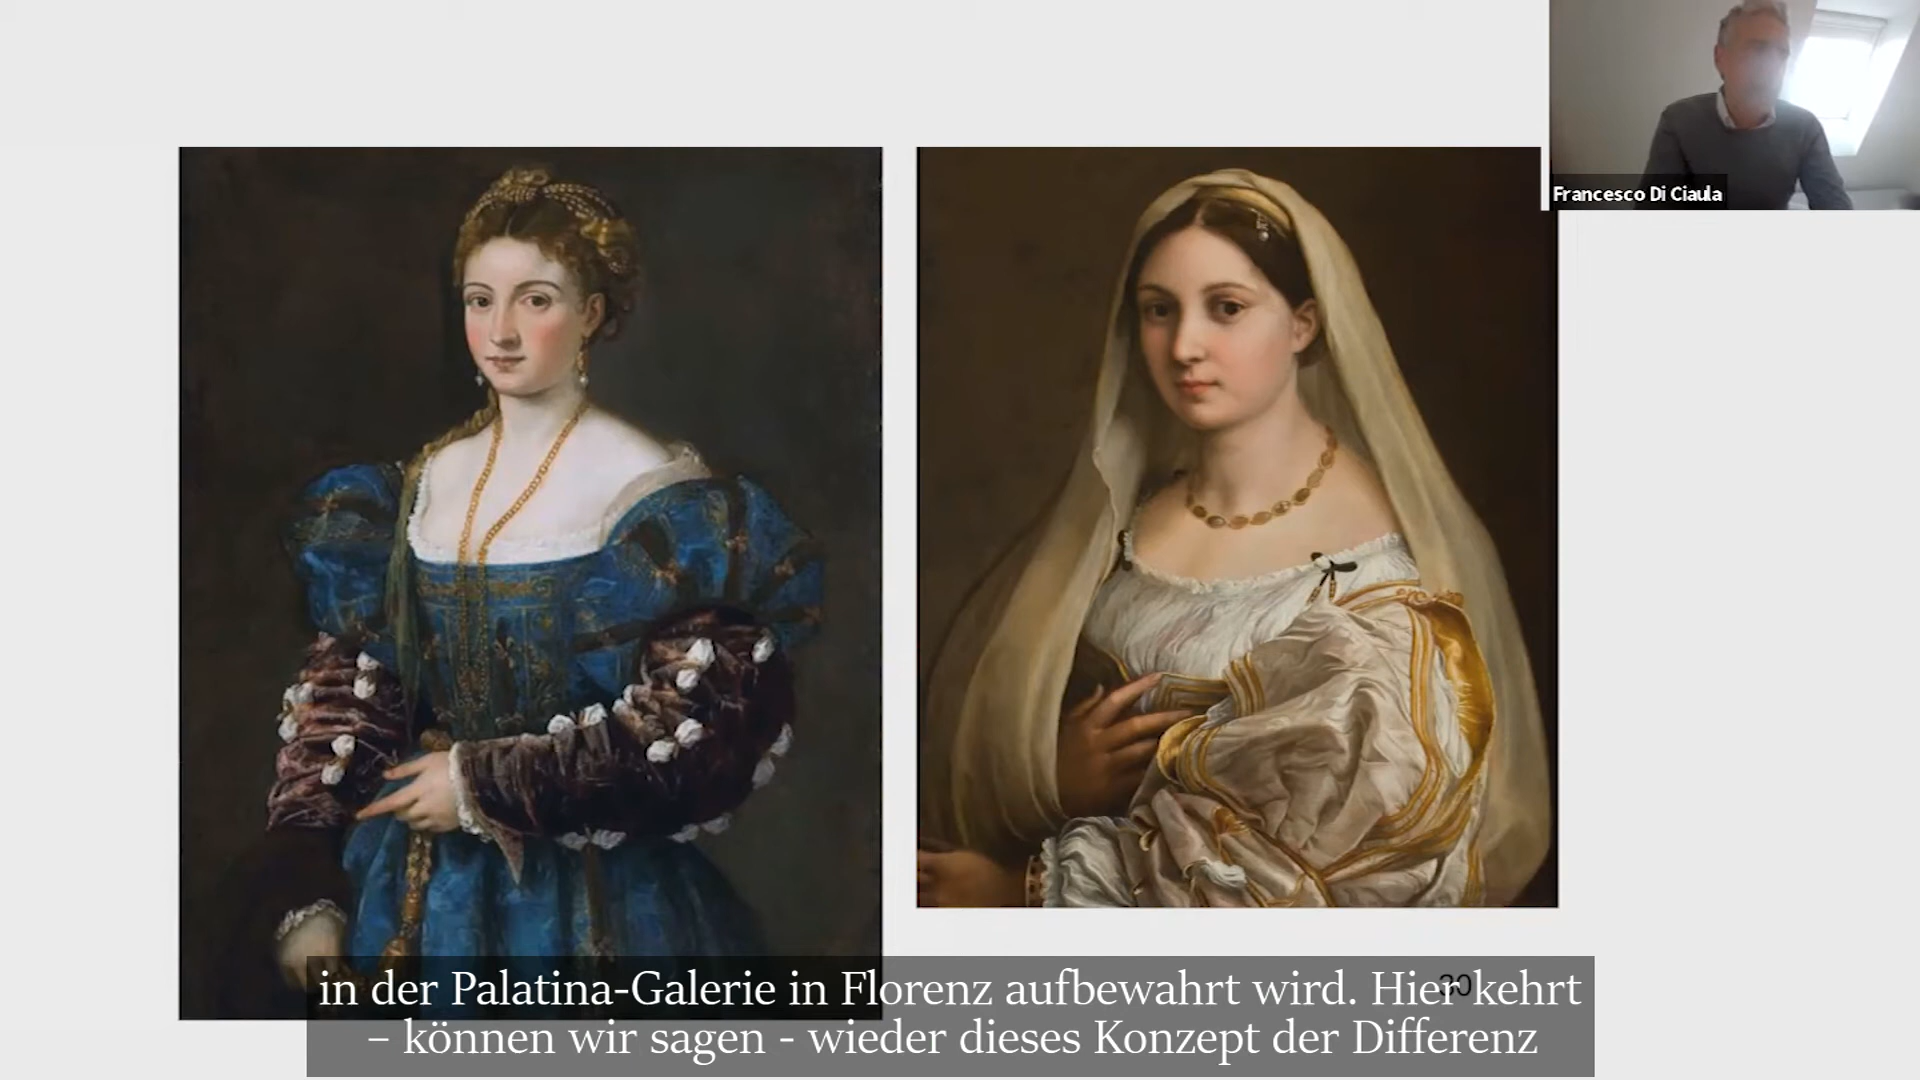 Francesco Di Ciaula
30
in der Palatina-Galerie in Florenz aufbewahrt wird. Hier kehrt
– können wir sagen - wieder dieses Konzept der Differenz